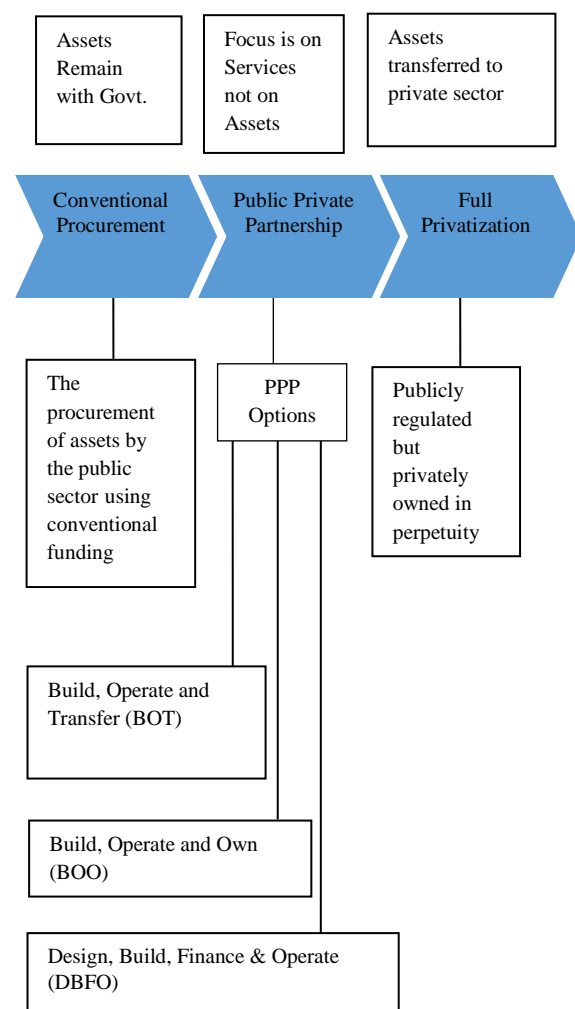 Assets
Remain
with Govt.
Focus is on
Services
not on
Assets
Assets
transferred to
private sector
Conventional
Procurement
Public Private
Partnership
Full
Privatization
The
procurement
of assets by
the public
sector using
conventional
funding
PPP
Options
Publicly
regulated
but
privately
owned in
perpetuity
Build, Operate and
Transfer (BOT)
Build, Operate and Own
(BOO)
Design, Build, Finance & Operate
(DBFO)